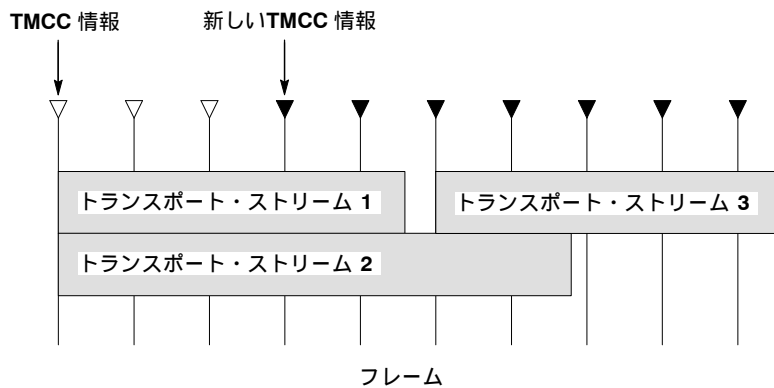 TMCC 情報
新しいTMCC 情報
トランスポート・ストリーム 1
トランスポート・ストリーム 3
トランスポート・ストリーム 2
フレーム